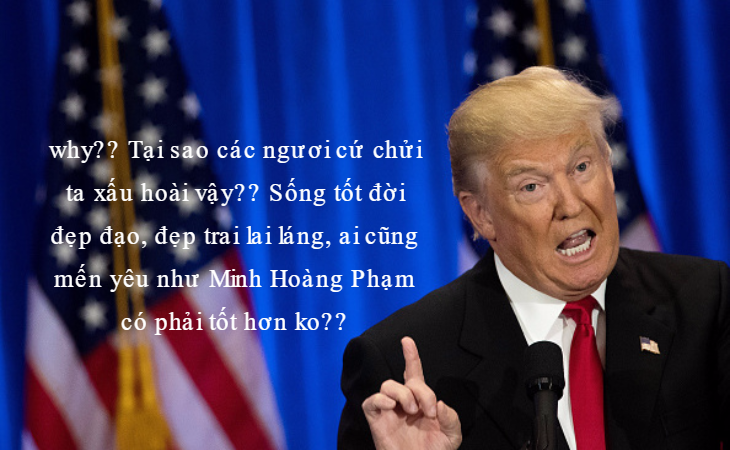 why?? Tại sao các ngươi cứ chửi
ta xấu hoài vậy?? Sống tốt đời
đẹp đạo, đẹp trai lai láng, ai cũng
mến yêu như Minh Hoàng Phạm
có phải tốt hơn ko??